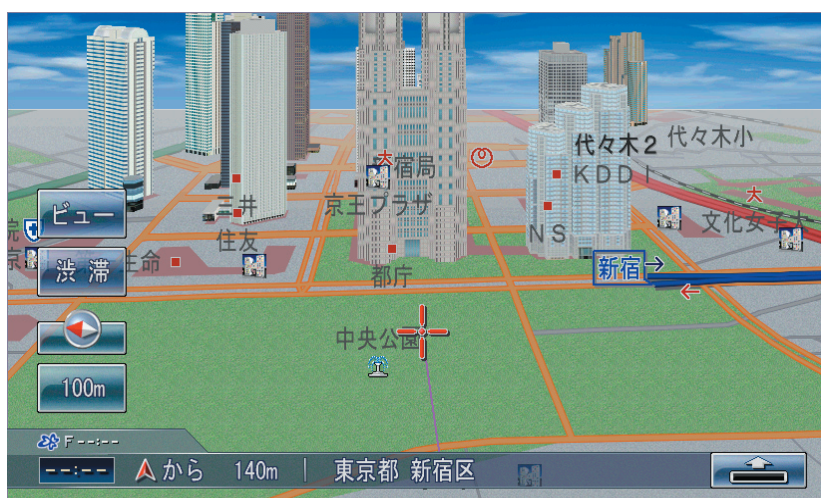 代々木2
代々木小
宿局
KDDI
京王プラザ
三井
文化女子大
ビュー
住友
NS
新宿
生命
渋滞
都庁
中央公園
100m
F --:--
--:--
から 140m
東京都 新宿区
大
大